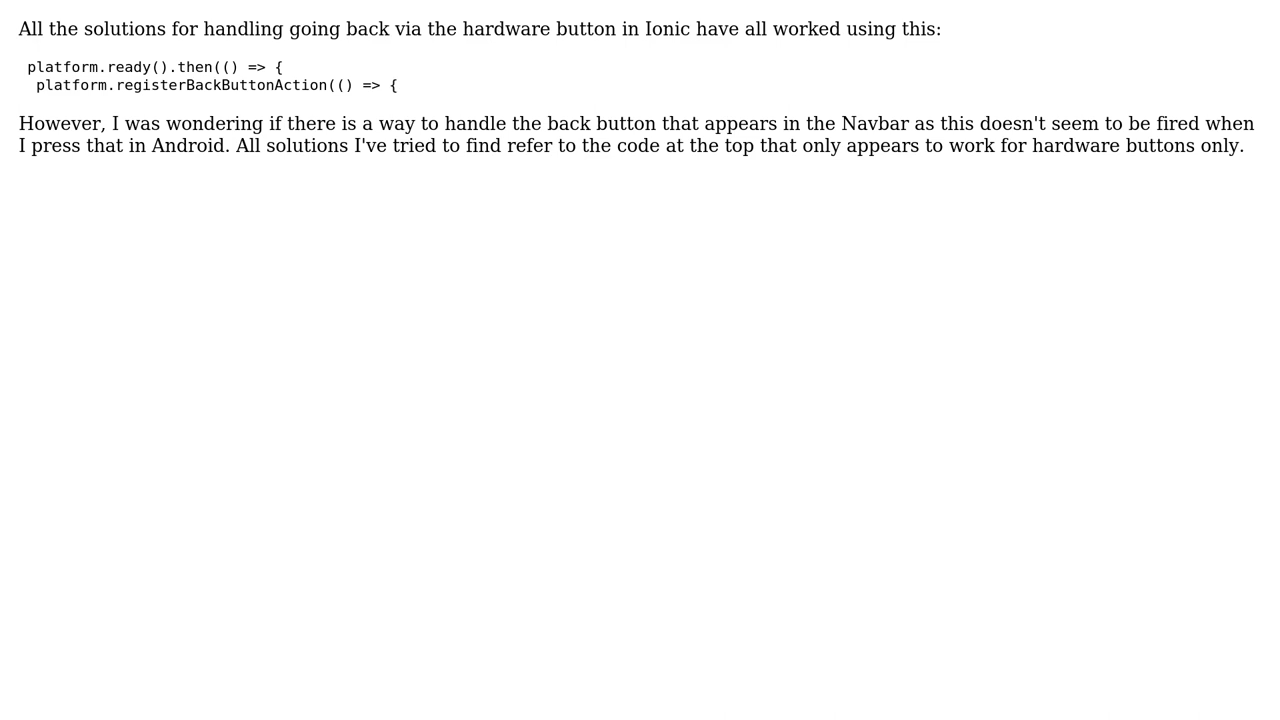 All the solutions for handling going back via the hardware button in Ionic have all worked using this:
platform.ready().then(() => {
platform.registerBackButtonAction(() => {
However, I was wondering if there is a way to handle the back button that appears in the Navbar as this doesn't seem to be fired when
I press that in Android. All solutions I've tried to find refer to the code at the top that only appears to work for hardware buttons only.